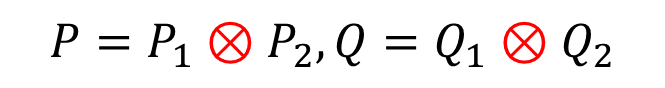 𝑃 = 𝑃₁ ⊗ 𝑃₂, 𝑄 = 𝑄₁ ⊗ 𝑄₂